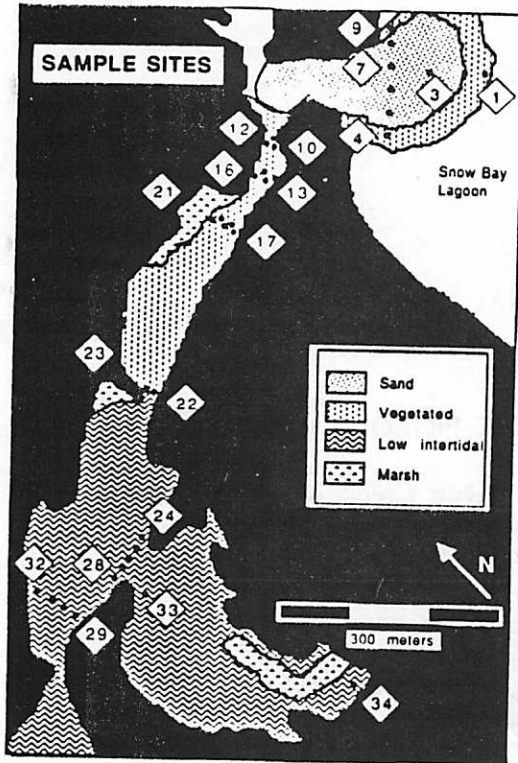 SAMPLE SITES
9
7
3
1
12
4
10
16
21
13
Snow Bay
Lagoon
17
23
22
Sand
Vegetated
Low intertidal
Marsh
24
32
28
N
33
29
300 meters
34